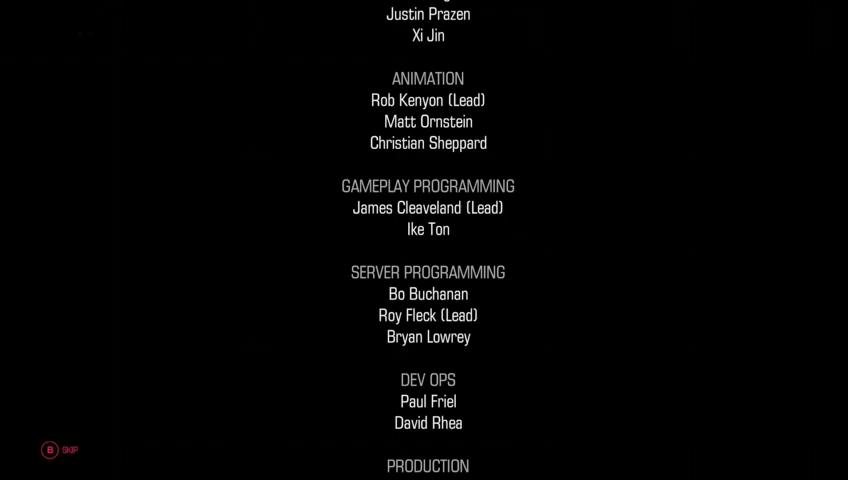 Justin Prazen
Xi Jin
ANIMATION
Rob Kenyon (Lead)
Matt Ornstein
Christian Sheppard
GAMEPLAY PROGRAMMING
James Cleaveland (Lead)
Ike Ton
SERVER PROGRAMMING
Bo Buchanan
Roy Fleck (Lead)
Bryan Lowrey
DEV OPS
Paul Friel
David Rhea
B SKIP
PRODUCTION